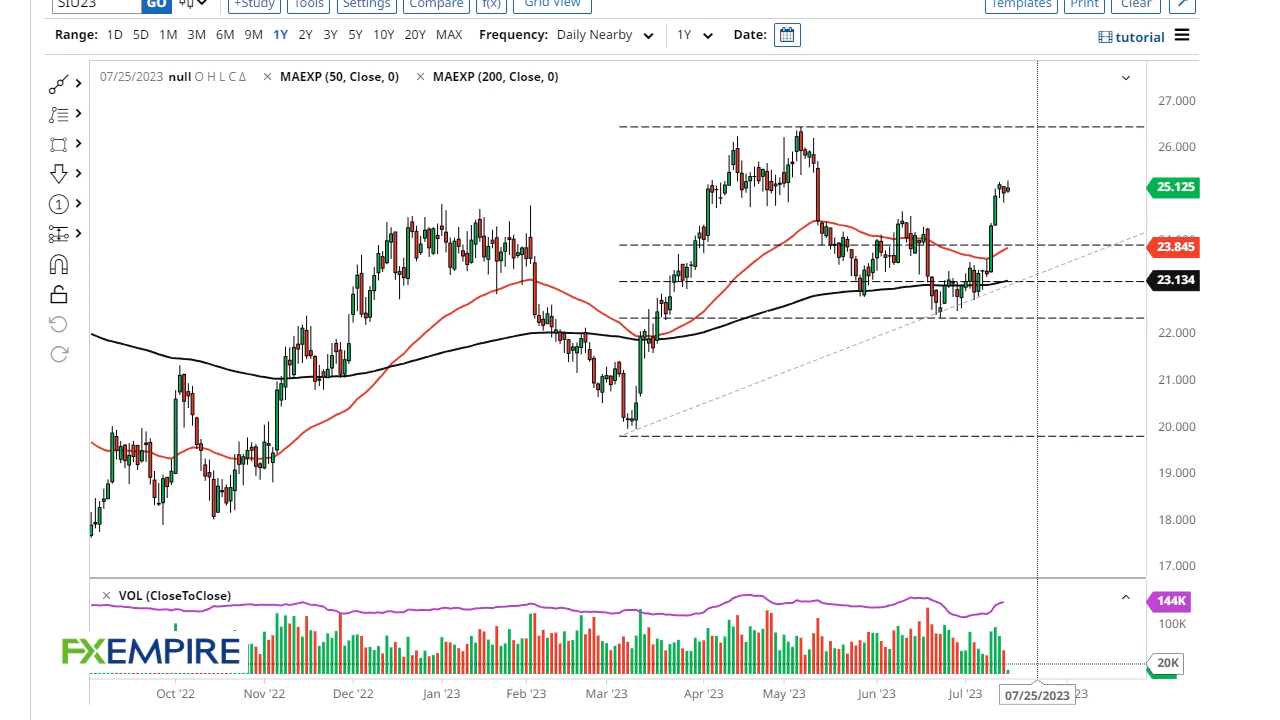 SIU23 GO +Study Tools Settings Compare f(x) Grid View Templates Print Clear
Range: 1D 5D 1M 3M 6M 9M 1Y 2Y 3Y 5Y 10Y 20Y MAX Frequency: Daily Nearby 1Y Date: tutorial
07/25/2023 null O H L C Δ × MAEXP (50, Close, 0) × MAEXP (200, Close, 0)
27.000
26.000
25.125
23.845
23.134
22.000
21.000
20.000
19.000
18.000
17.000
× VOL (CloseToClose)
144K
100K
20K
FXEMPIRE
Oct '22 Nov '22 Dec '22 Jan '23 Feb '23 Mar '23 Apr '23 May '23 Jun '23 Jul '23 07/25/2023